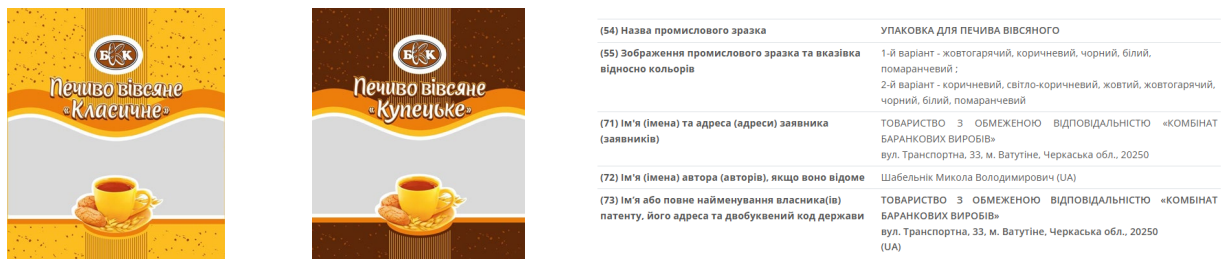 БКК
Печиво вівсяне
«Класичне»
БКК
Печиво вівсяне
«Купецьке»
(54) Назва промислового зразка
УПАКОВКА ДЛЯ ПЕЧИВА ВІВСЯНОГО
(55) Зображення промислового зразка та вказівка
відносно кольорів
1-й варіант - жовтогарячий, коричневий, чорний, білий,
помаранчевий ;
2-й варіант - коричневий, світло-коричневий, жовтий, жовтогарячий,
чорний, білий, помаранчевий
(71) Ім'я (імена) та адреса (адреси) заявника
(заявників)
ТОВАРИСТВО З ОБМЕЖЕНОЮ ВІДПОВІДАЛЬНІСТЮ «КОМБІНАТ
БАРАНКОВИХ ВИРОБІВ»
вул. Транспортна, 33, м. Ватутіне, Черкаська обл., 20250
(72) Ім'я (імена) автора (авторів), якщо воно відоме
Шабельнік Микола Володимирович (UA)
(73) Ім’я або повне найменування власника(ів)
патенту, його адреса та двобуквений код держави
ТОВАРИСТВО З ОБМЕЖЕНОЮ ВІДПОВІДАЛЬНІСТЮ «КОМБІНАТ
БАРАНКОВИХ ВИРОБІВ»
вул. Транспортна, 33, м. Ватутіне, Черкаська обл., 20250
(UA)